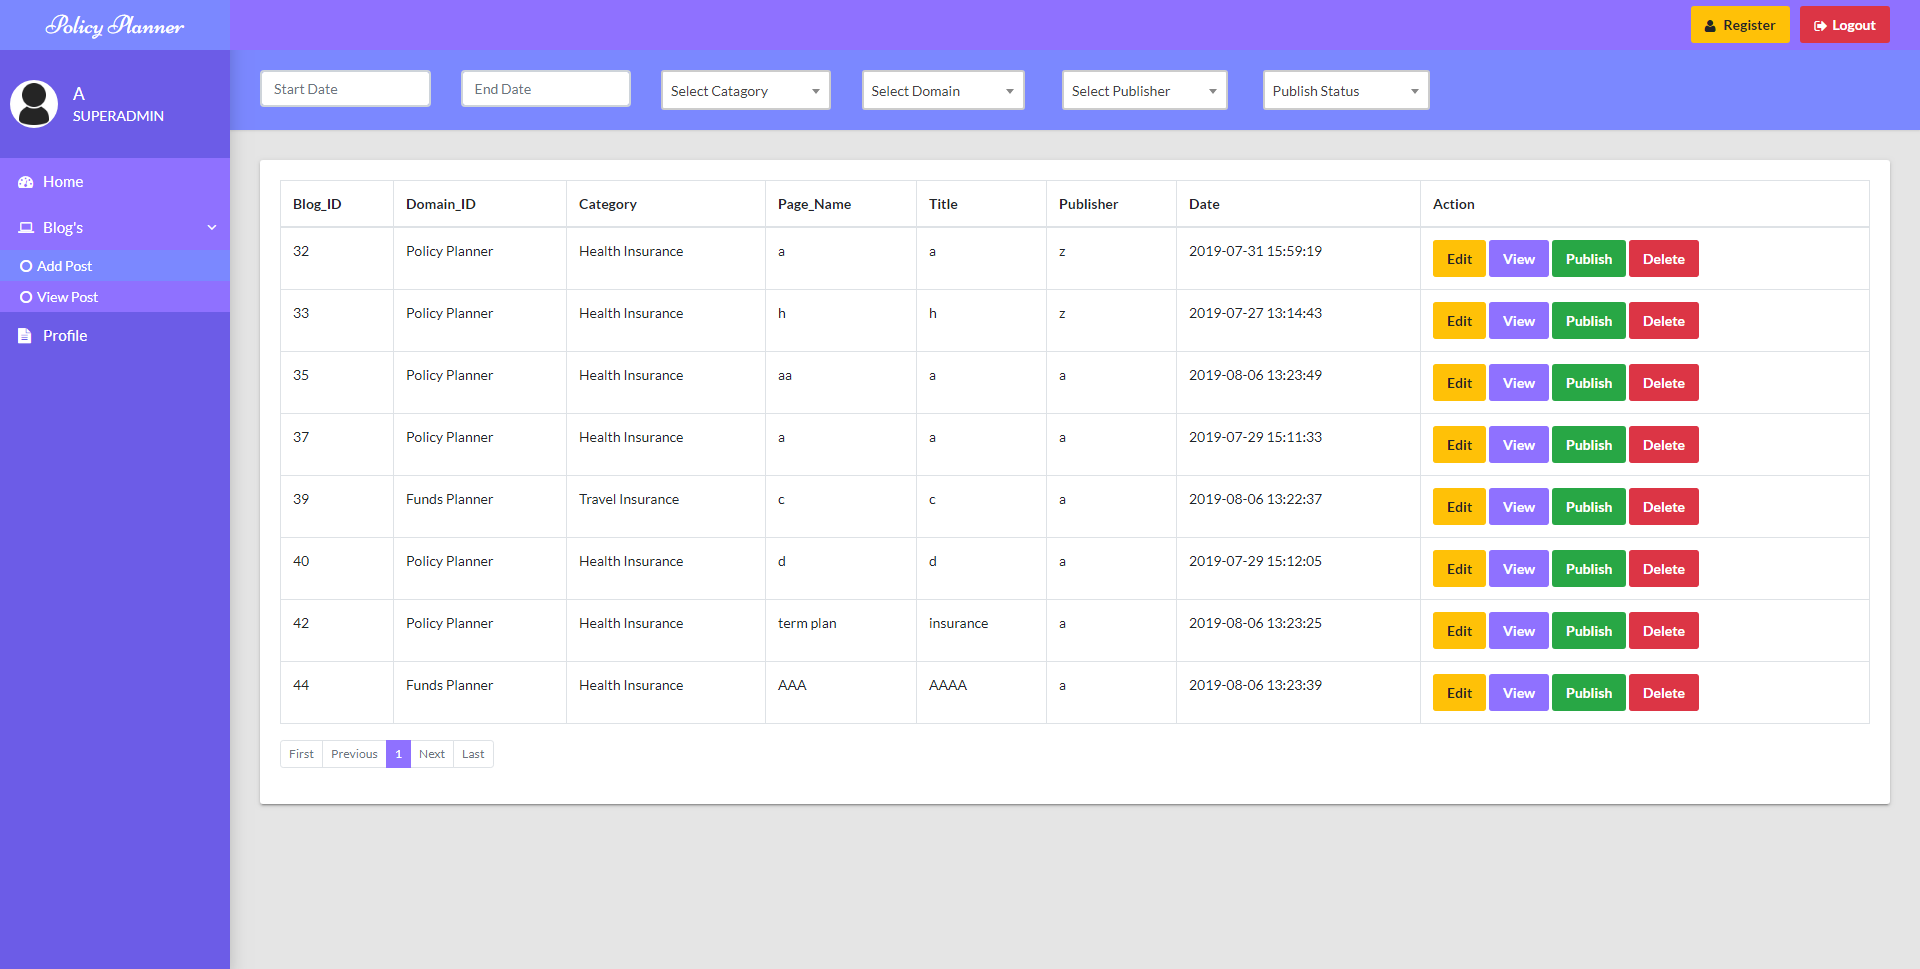 Policy Planner
Register
Logout
A
SUPERADMIN
Start Date
End Date
Select Catagory
Select Domain
Select Publisher
Publish Status
Home
Blog's
Add Post
View Post
Profile
Blog_ID Domain_ID Category Page_Name Title Publisher Date Action
32 Policy Planner Health Insurance a a z 2019-07-31 15:59:19 Edit View Publish Delete
33 Policy Planner Health Insurance h h z 2019-07-27 13:14:43 Edit View Publish Delete
35 Policy Planner Health Insurance aa a a 2019-08-06 13:23:49 Edit View Publish Delete
37 Policy Planner Health Insurance a a a 2019-07-29 15:11:33 Edit View Publish Delete
39 Funds Planner Travel Insurance c c a 2019-08-06 13:22:37 Edit View Publish Delete
40 Policy Planner Health Insurance d d a 2019-07-29 15:12:05 Edit View Publish Delete
42 Policy Planner Health Insurance term plan insurance a 2019-08-06 13:23:25 Edit View Publish Delete
44 Funds Planner Health Insurance AAA AAAA a 2019-08-06 13:23:39 Edit View Publish Delete
First Previous 1 Next Last